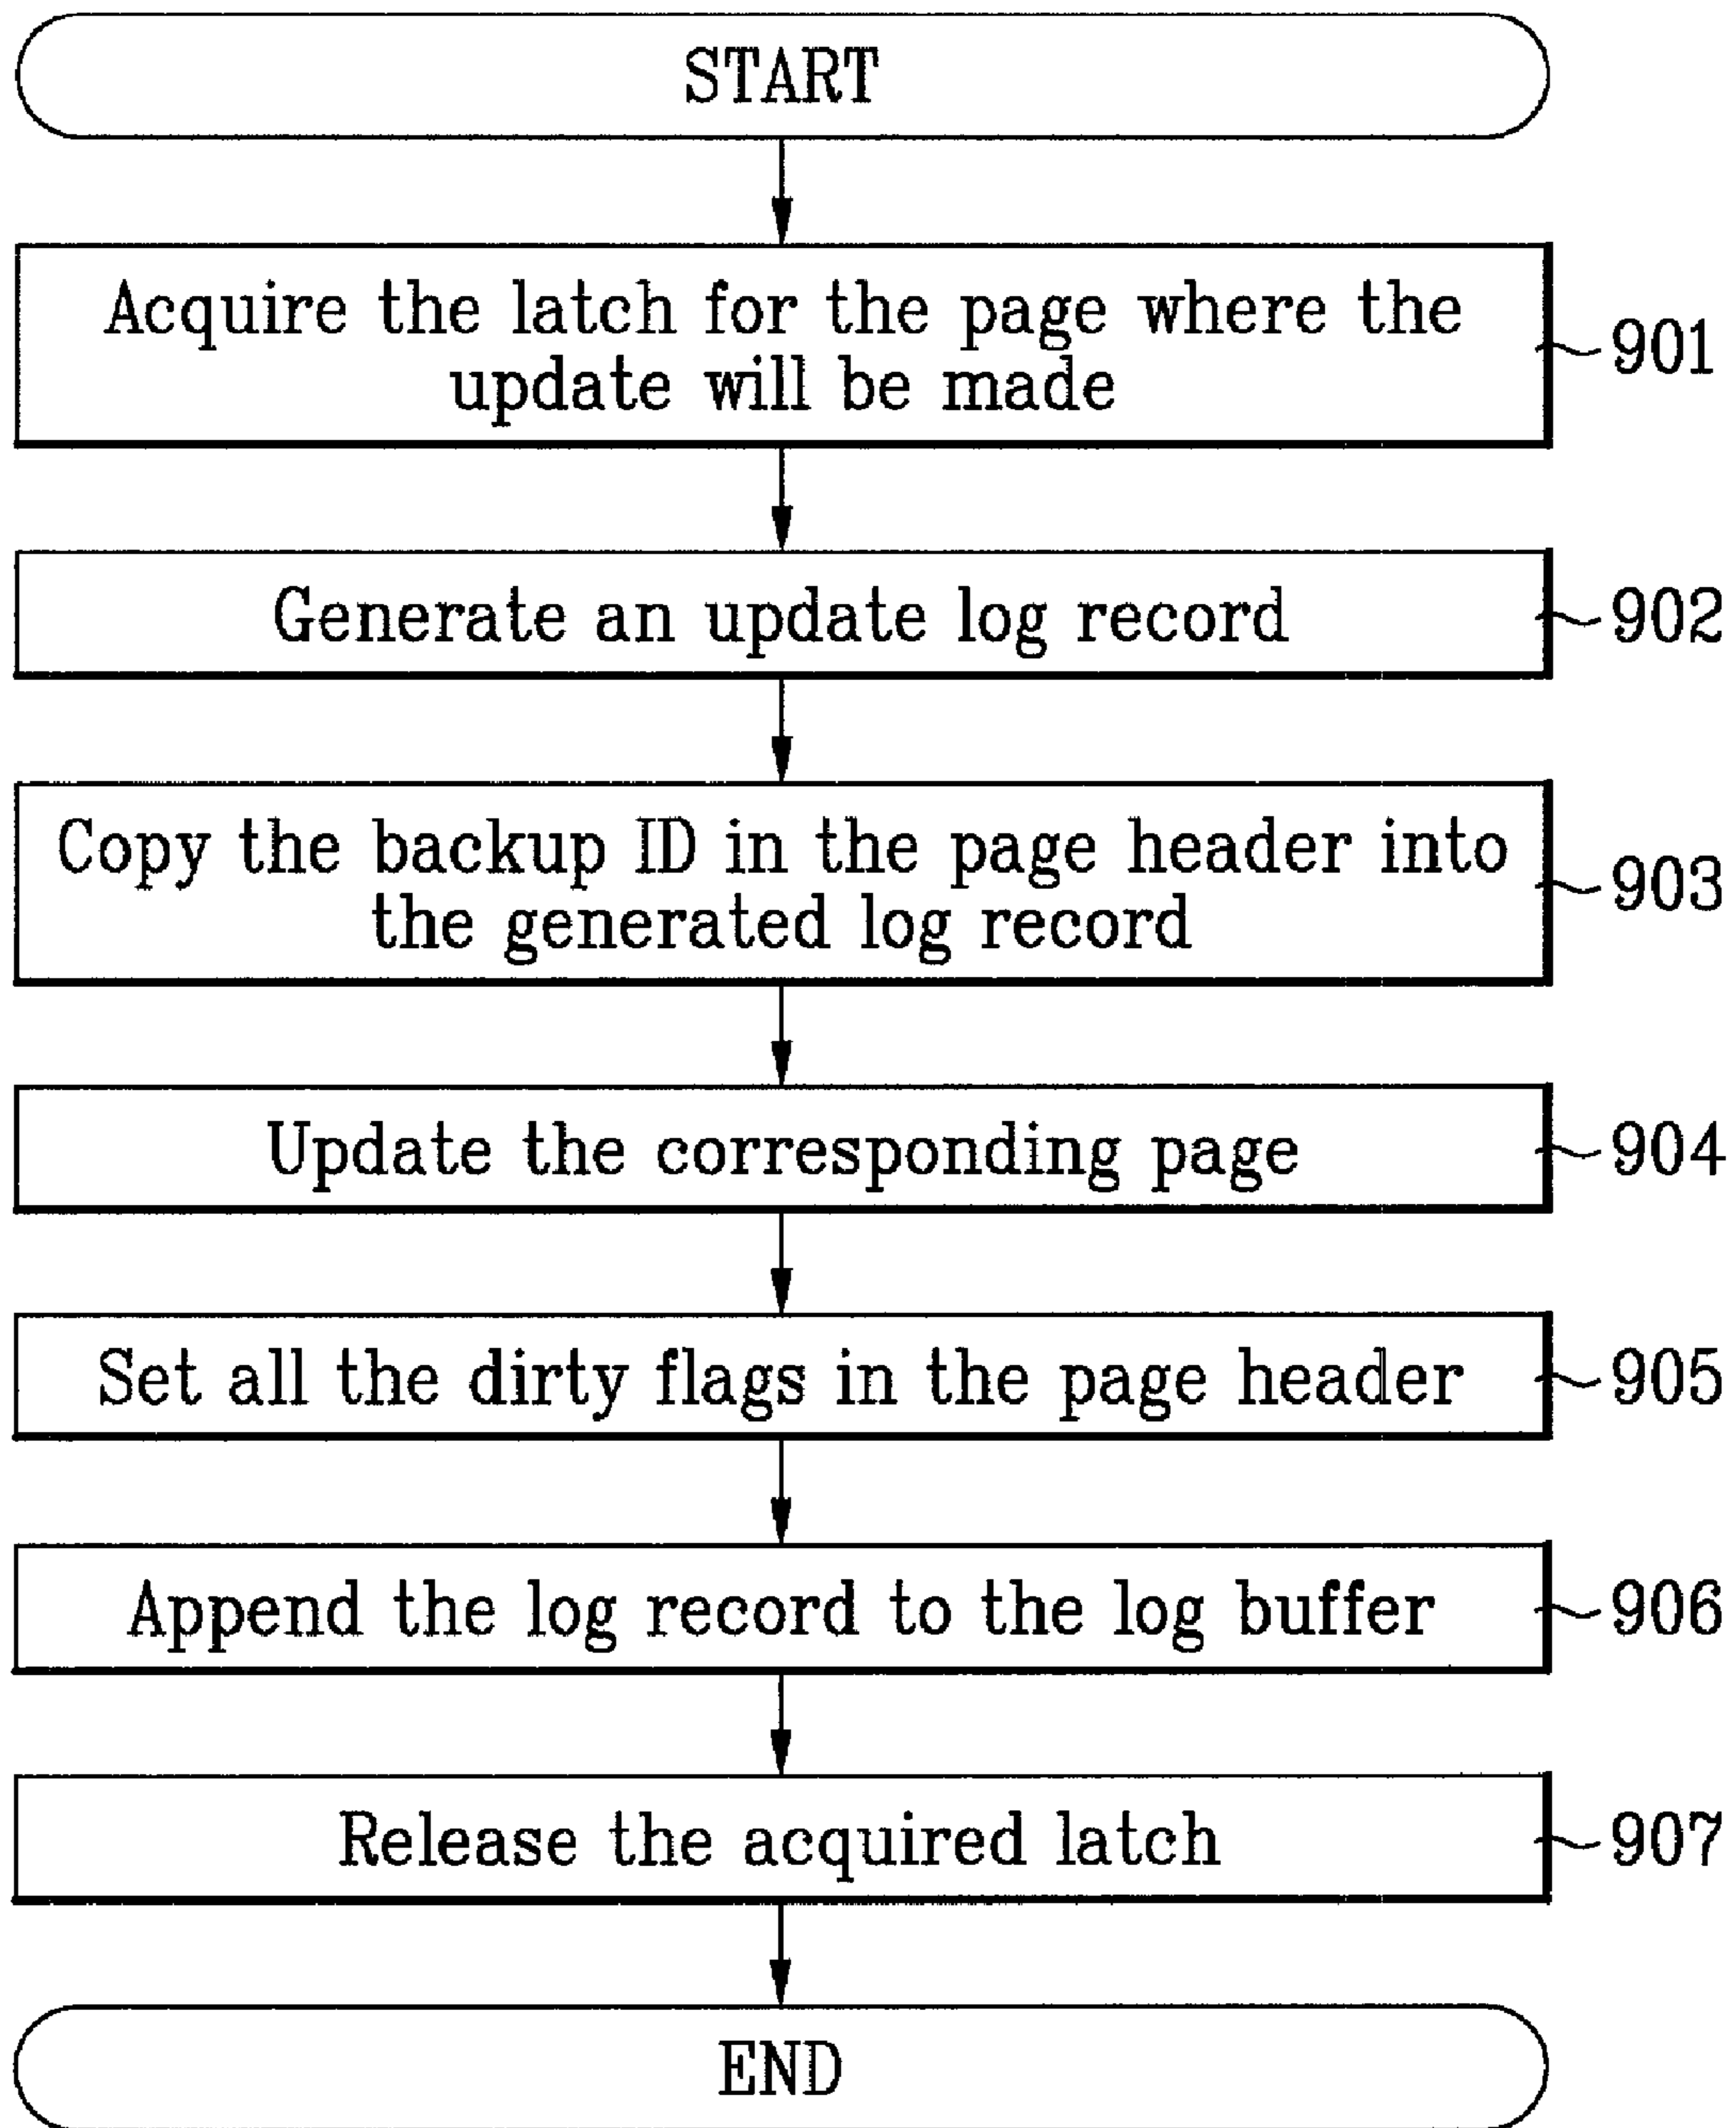 START
Acquire the latch for the page where the
update will be made
901
Generate an update log record
902
Copy the backup ID in the page header into
the generated log record
903
Update the corresponding page
904
Set all the dirty flags in the page header
905
Append the log record to the log buffer
906
Release the acquired latch
907
END